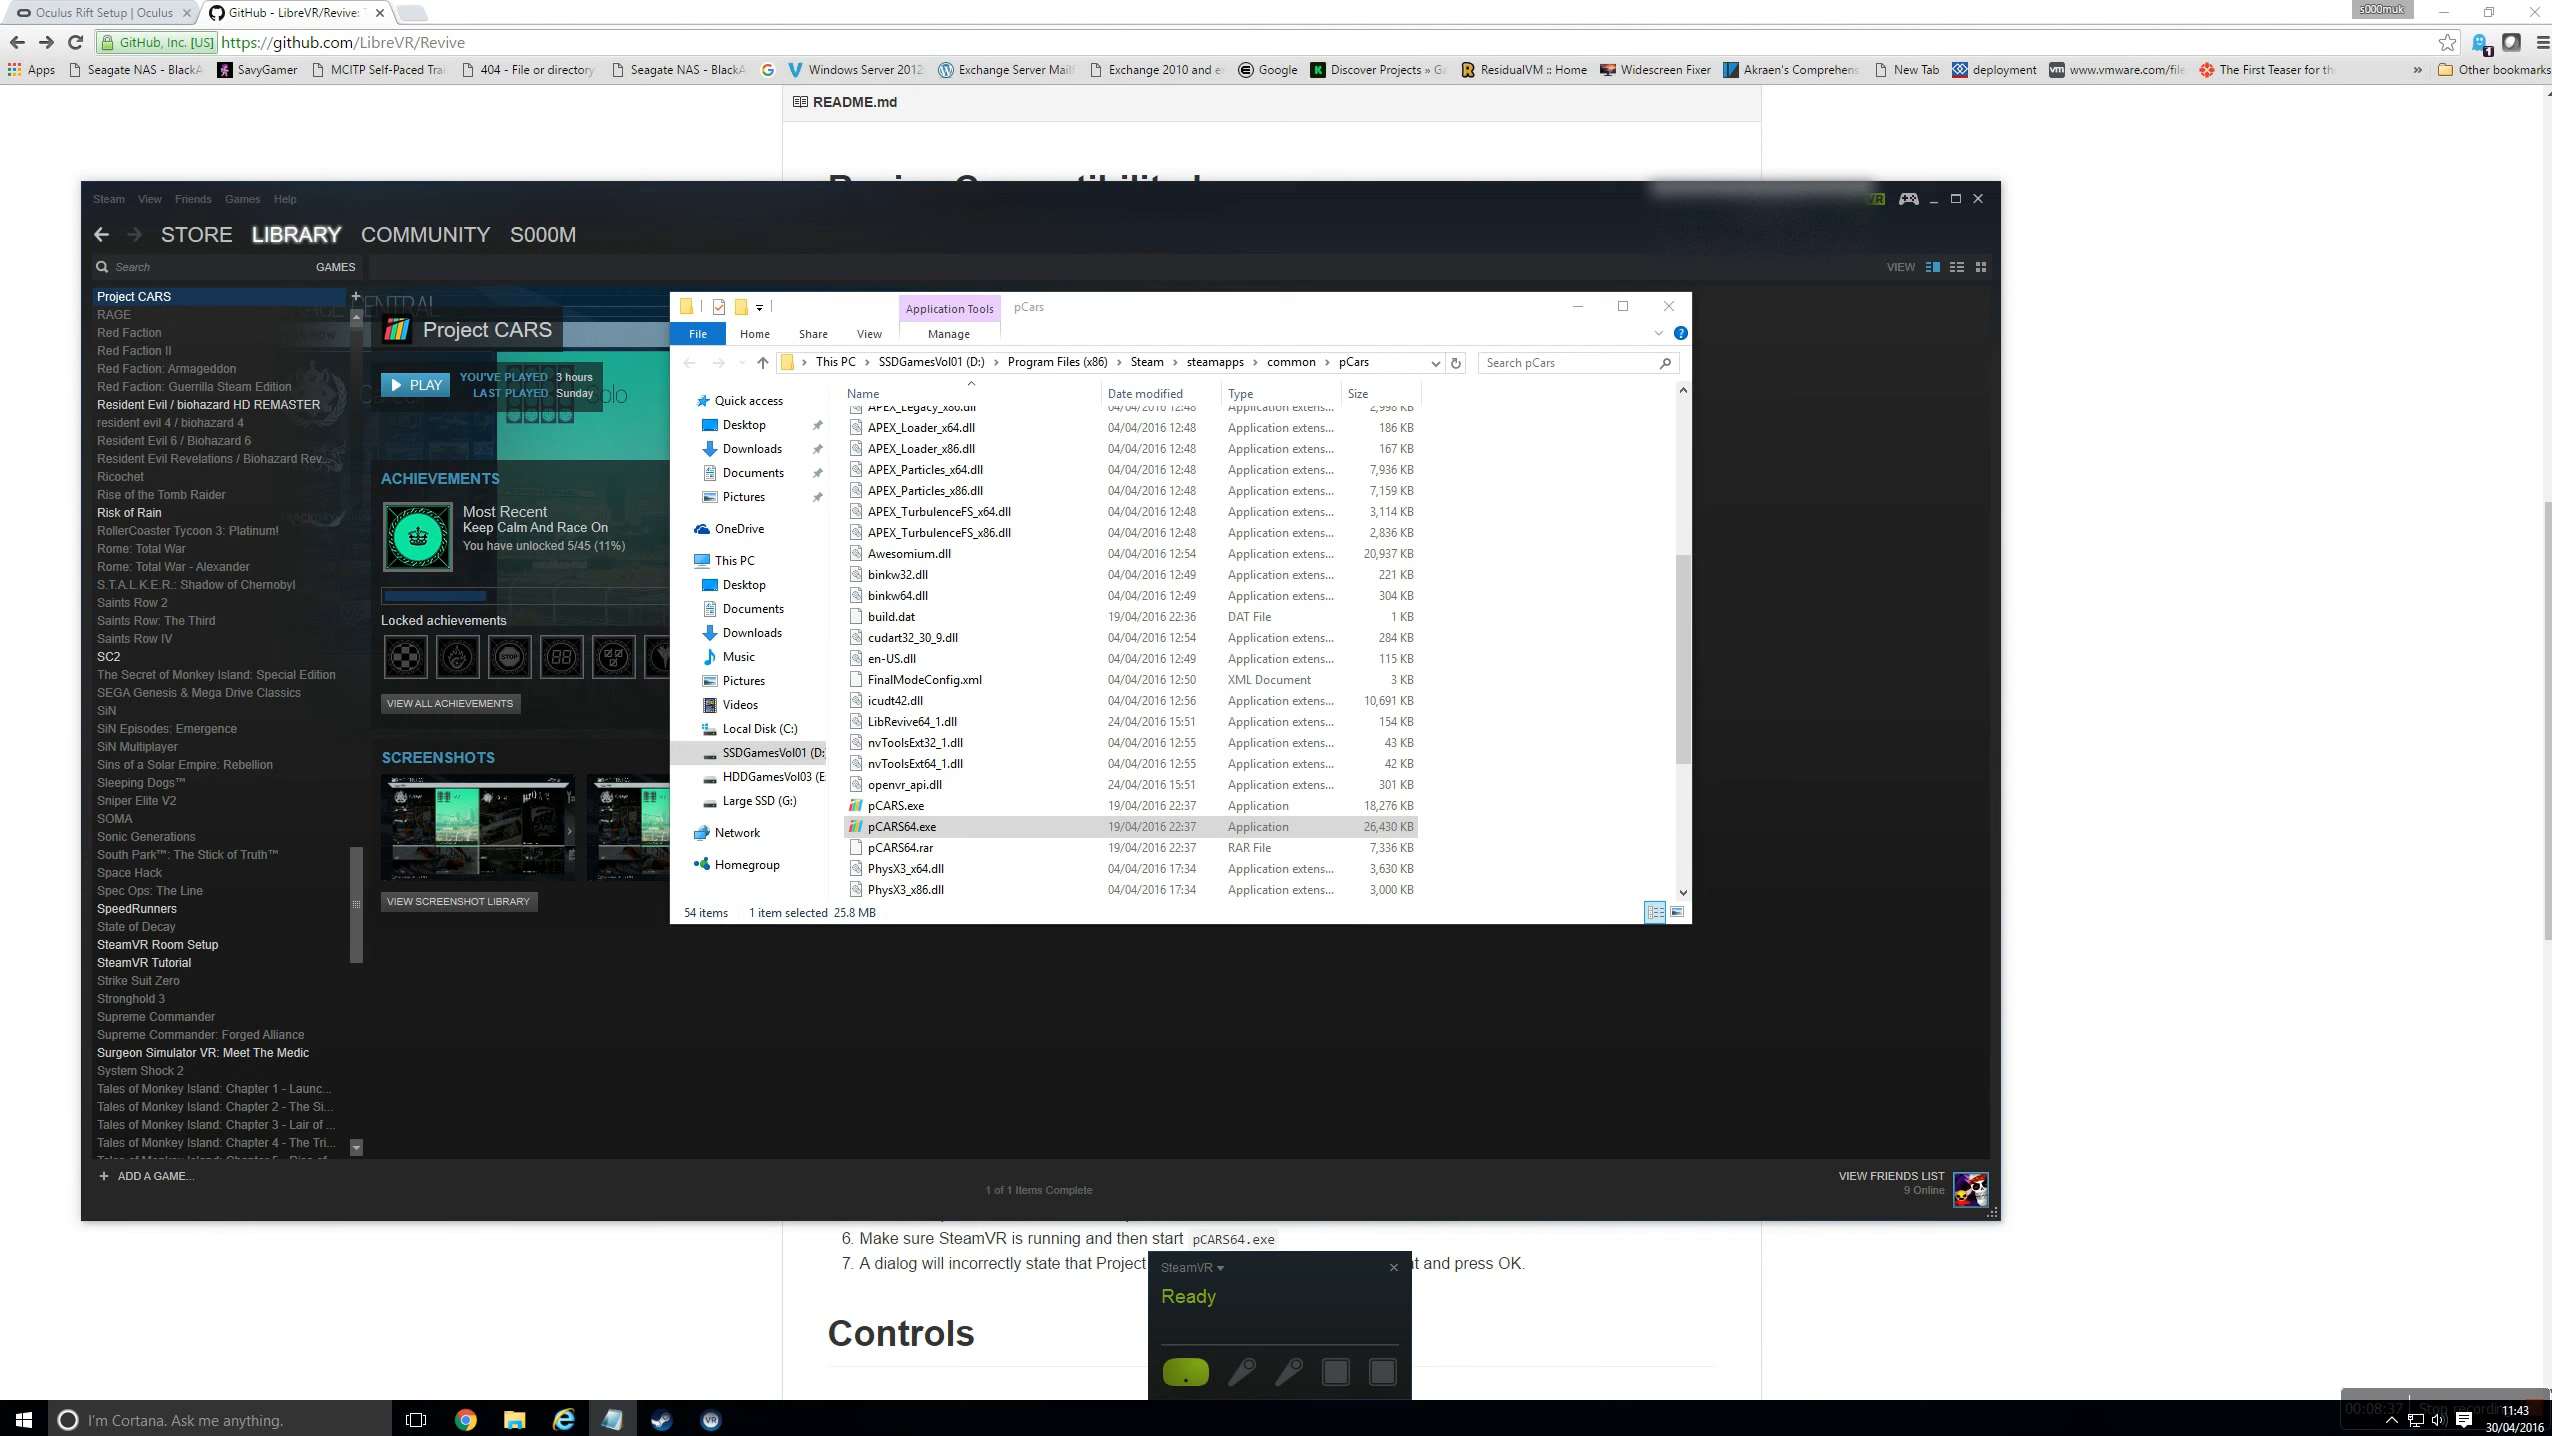 Oculus Rift Setup | Oculus
GitHub - LibreVR/Revive:
s000muk
GitHub, Inc. [US]
https://github.com/LibreVR/Revive
Apps
Seagate NAS - BlackA
SavyGamer
MCITP Self-Paced Trai
404 - File or directory
Seagate NAS - BlackA
Windows Server 2012
Exchange Server Mail
Exchange 2010 and e
Google
Discover Projects » Ga
ResidualVM :: Home
Widescreen Fixer
Akraen's Comprehens
New Tab
deployment
www.vmware.com/file
The First Teaser for th
»
Other bookmarks
README.md
Steam View Friends Games Help
VR
STORE LIBRARY COMMUNITY S000M
Search
GAMES
VIEW
Project CARS
RAGE
Red Faction
Red Faction II
Red Faction: Armageddon
Red Faction: Guerrilla Steam Edition
Resident Evil / biohazard HD REMASTER
resident evil 4 / biohazard 4
Resident Evil 6 / Biohazard 6
Resident Evil Revelations / Biohazard Rev...
Ricochet
Rise of the Tomb Raider
Risk of Rain
RollerCoaster Tycoon 3: Platinum!
Rome: Total War
Rome: Total War - Alexander
S.T.A.L.K.E.R.: Shadow of Chernobyl
Saints Row 2
Saints Row: The Third
Saints Row IV
SC2
The Secret of Monkey Island: Special Edition
SEGA Genesis & Mega Drive Classics
SiN
SiN Episodes: Emergence
SiN Multiplayer
Sins of a Solar Empire: Rebellion
Sleeping Dogs™
Sniper Elite V2
SOMA
Sonic Generations
South Park™: The Stick of Truth™
Space Hack
Spec Ops: The Line
SpeedRunners
State of Decay
SteamVR Room Setup
SteamVR Tutorial
Strike Suit Zero
Stronghold 3
Supreme Commander
Supreme Commander: Forged Alliance
Surgeon Simulator VR: Meet The Medic
System Shock 2
Tales of Monkey Island: Chapter 1 - Launc...
Tales of Monkey Island: Chapter 2 - The Si...
Tales of Monkey Island: Chapter 3 - Lair of ...
Tales of Monkey Island: Chapter 4 - The Tri...
+ ADD A GAME...
Project CARS
PLAY
YOU'VE PLAYED 3 hours
LAST PLAYED Sunday
Solo
ACHIEVEMENTS
Most Recent
Keep Calm And Race On
You have unlocked 5/45 (11%)
Locked achievements
VIEW ALL ACHIEVEMENTS
SCREENSHOTS
VIEW SCREENSHOT LIBRARY
1 of 1 Items Complete
VIEW FRIENDS LIST
9 Online
Application Tools
pCars
File Home Share View Manage
This PC › SSDGamesVol01 (D:) › Program Files (x86) › Steam › steamapps › common › pCars
Search pCars
Quick access
Desktop
Downloads
Documents
Pictures
OneDrive
This PC
Desktop
Documents
Downloads
Music
Pictures
Videos
Local Disk (C:)
SSDGamesVol01 (D:
HDDGamesVol03 (E
Large SSD (G:)
Network
Homegroup
Name Date modified Type Size
APEX_Legacy_x86.dll 04/04/2016 12:48 Application extens... 2,998 KB
APEX_Loader_x64.dll 04/04/2016 12:48 Application extens... 186 KB
APEX_Loader_x86.dll 04/04/2016 12:48 Application extens... 167 KB
APEX_Particles_x64.dll 04/04/2016 12:48 Application extens... 7,936 KB
APEX_Particles_x86.dll 04/04/2016 12:48 Application extens... 7,159 KB
APEX_TurbulenceFS_x64.dll 04/04/2016 12:48 Application extens... 3,114 KB
APEX_TurbulenceFS_x86.dll 04/04/2016 12:48 Application extens... 2,836 KB
Awesomium.dll 04/04/2016 12:54 Application extens... 20,937 KB
binkw32.dll 04/04/2016 12:49 Application extens... 221 KB
binkw64.dll 04/04/2016 12:49 Application extens... 304 KB
build.dat 19/04/2016 22:36 DAT File 1 KB
cudart32_30_9.dll 04/04/2016 12:54 Application extens... 284 KB
en-US.dll 04/04/2016 12:49 Application extens... 115 KB
FinalModeConfig.xml 04/04/2016 12:50 XML Document 3 KB
icudt42.dll 04/04/2016 12:56 Application extens... 10,691 KB
LibRevive64_1.dll 24/04/2016 15:51 Application extens... 154 KB
nvToolsExt32_1.dll 04/04/2016 12:55 Application extens... 43 KB
nvToolsExt64_1.dll 04/04/2016 12:55 Application extens... 42 KB
openvr_api.dll 24/04/2016 15:51 Application extens... 301 KB
pCARS.exe 19/04/2016 22:37 Application 18,276 KB
pCARS64.exe 19/04/2016 22:37 Application 26,430 KB
pCARS64.rar 19/04/2016 22:37 RAR File 7,336 KB
PhysX3_x64.dll 04/04/2016 17:34 Application extens... 3,630 KB
PhysX3_x86.dll 04/04/2016 17:34 Application extens... 3,000 KB
54 items 1 item selected 25.8 MB
6. Make sure SteamVR is running and then start pCARS64.exe
7. A dialog will incorrectly state that Project
t and press OK.
SteamVR
Ready
Controls
I'm Cortana. Ask me anything.
00:08:37
11:43
30/04/2016